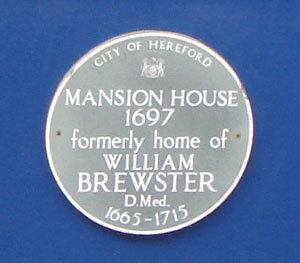 CITY OF HEREFORD
MANSION HOUSE
1697
formerly home of
WILLIAM
BREWSTER
D.Med.
1665-1715